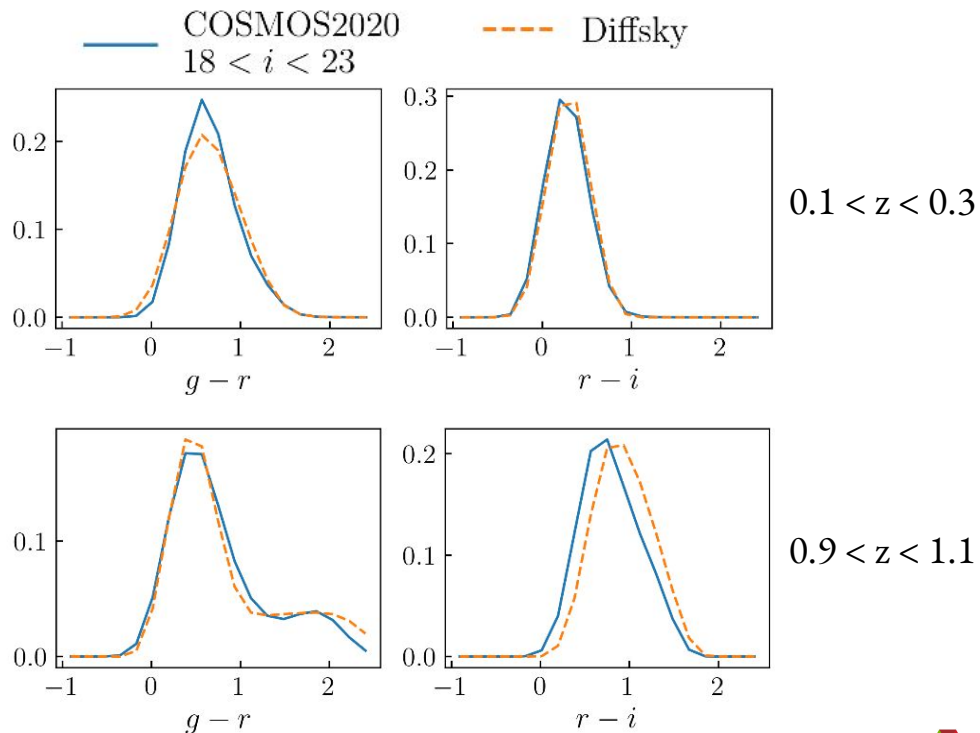 COSMOS2020
18 < i < 23
Diffsky
0.2
0.1
0.0
−1 0 1 2
g − r
0.3
0.2
0.1
0.0
−1 0 1 2
r − i
0.1 < z < 0.3
0.1
0.0
−1 0 1 2
g − r
0.2
0.1
0.0
−1 0 1 2
r − i
0.9 < z < 1.1